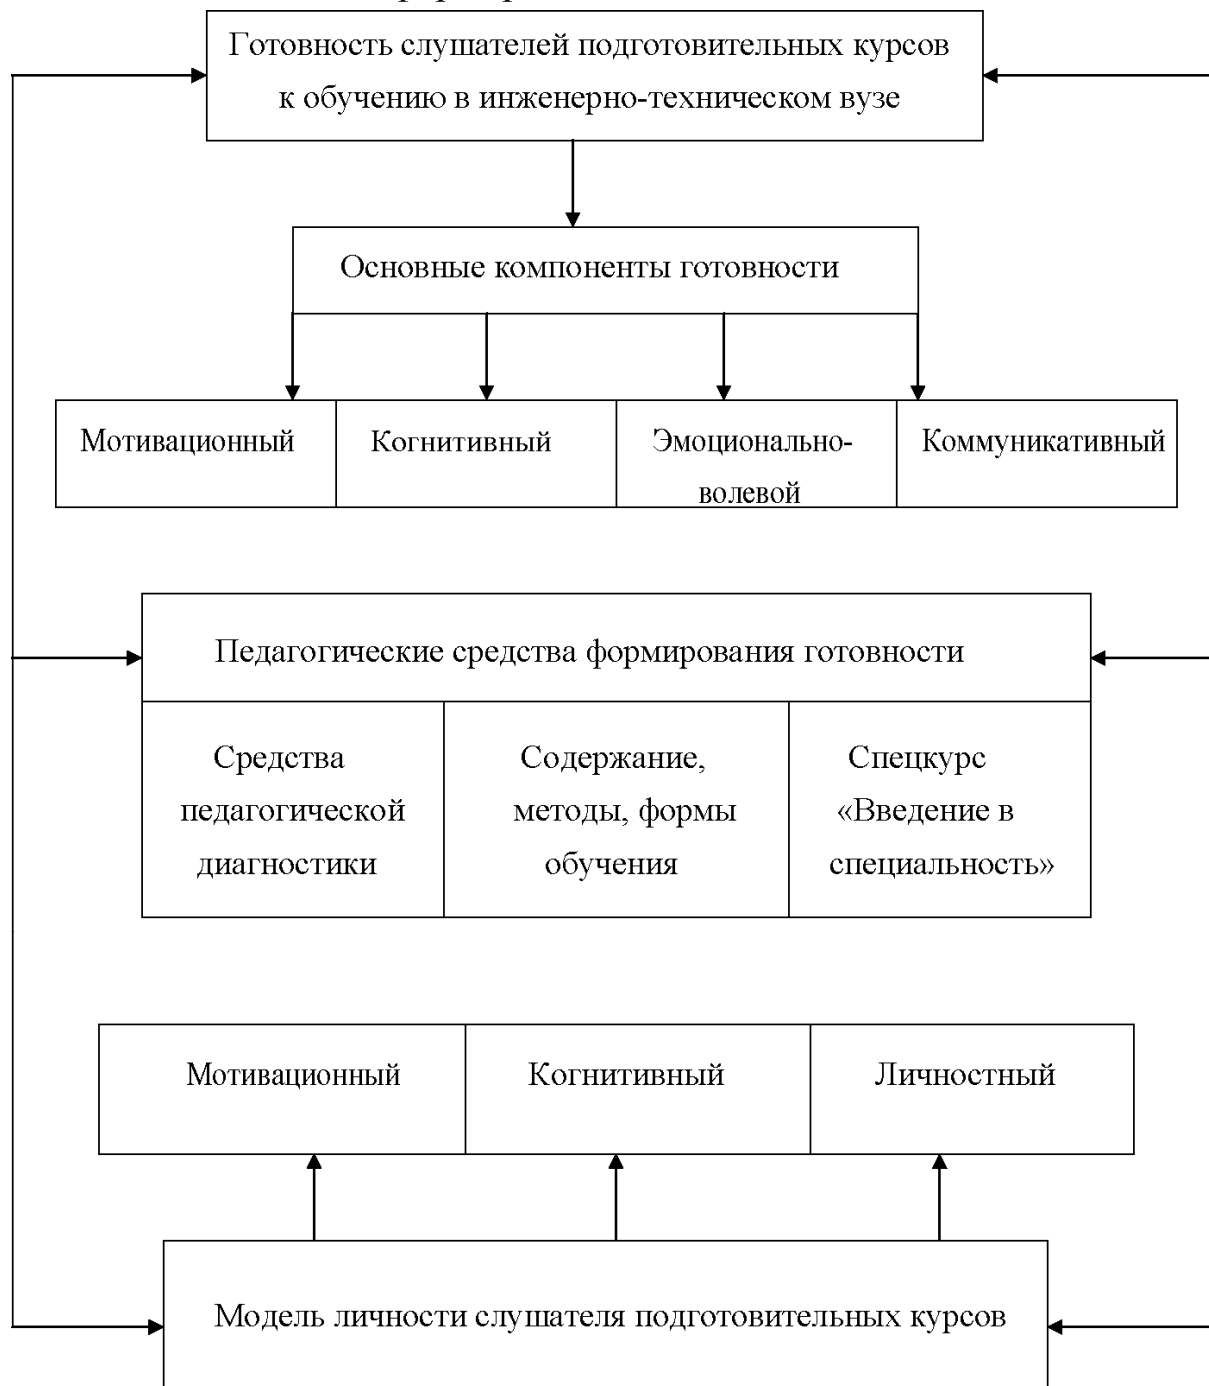 Готовность слушателей подготовительных курсов
к обучению в инженерно-техническом вузе
Основные компоненты готовности
Мотивационный
Когнитивный
Эмоционально-
волевой
Коммуникативный
Педагогические средства формирования готовности
Средства
педагогической
диагностики
Содержание,
методы, формы
обучения
Спецкурс
«Введение в
специальность»
Мотивационный
Когнитивный
Личностный
Модель личности слушателя подготовительных курсов